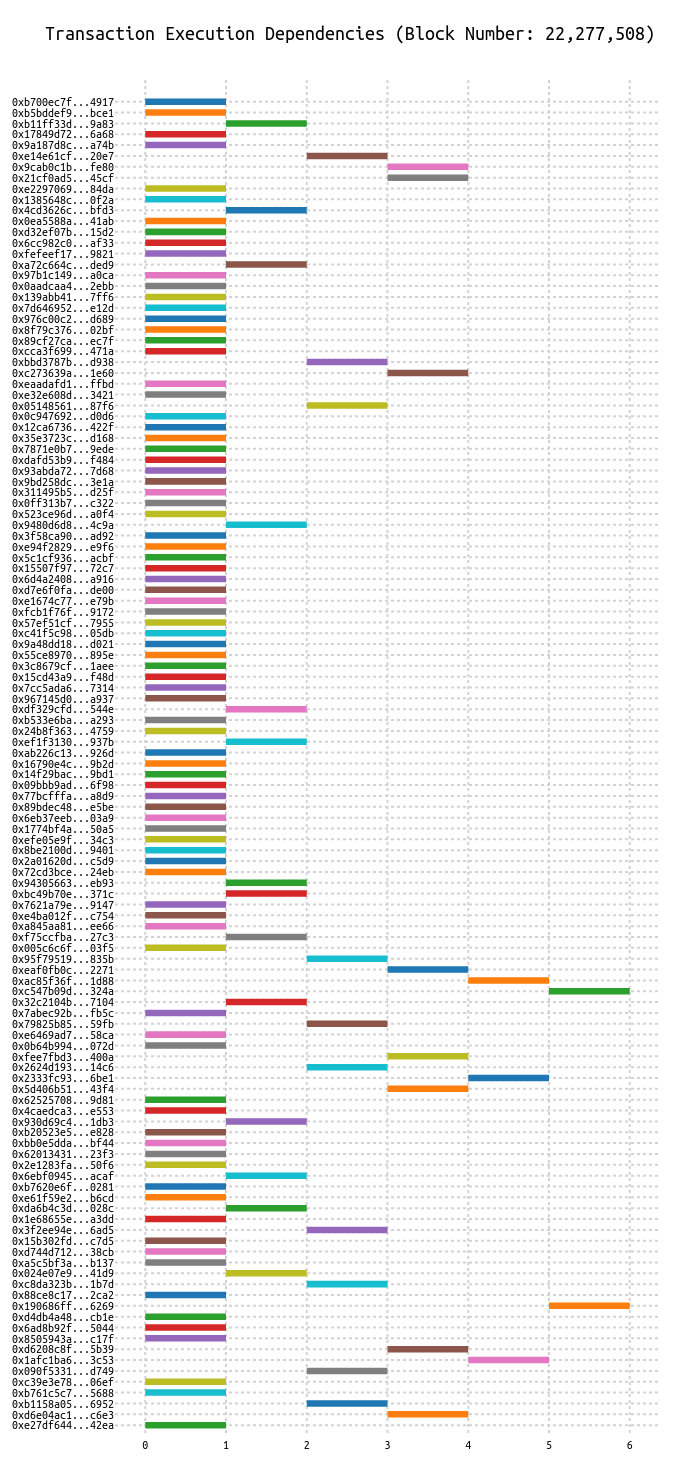 Transaction Execution Dependencies (Block Number: 22,277,508)
0xb700ec7f...4917
0xb5bddef9...bce1
0xb11ff33d...9a83
0x17849d72...6a68
0x9a187d8c...a74b
0xe14e61cf...20e7
0x9cab0c1b...fe80
0x21cf0ad5...45cf
0xe2297069...84da
0x1385648c...0f2a
0x4cd3626c...bfd3
0x0ea5588a...41ab
0xd32ef07b...15d2
0x6cc982c0...af33
0xfefeef17...9821
0xa72c664c...ded9
0x97b1c149...a0ca
0x0aadcaa4...2ebb
0x139abb41...7ff6
0x7d646952...e12d
0x976c00c2...d689
0x8f79c376...02bf
0x89cf27ca...ec7f
0xcca3f699...471a
0xbbd3787b...d938
0xc273639a...1e60
0xeaadafd1...ffbd
0xe32e608d...3421
0x05148561...87f6
0x0c947692...d0d6
0x12ca6736...422f
0x35e3723c...d168
0x7871e0b7...9ede
0xdafd53b9...f484
0x93abda72...7d68
0x9bd258dc...3e1a
0x311495b5...d25f
0x0ff313b7...c322
0x523ce96d...a0f4
0x9480d6d8...4c9a
0x3f58ca90...ad92
0xe94f2829...e9f6
0x5c1cf936...acbf
0x15507f97...72c7
0x6d4a2408...a916
0xd7e6f0fa...de00
0xe1674c77...e79b
0xfcb1f76f...9172
0x57ef51cf...7955
0xc41f5c98...05db
0x9a48dd18...d021
0x55ce8970...895e
0x3c8679cf...1aee
0x15cd43a9...f48d
0x7cc5ada6...7314
0x967145d0...a937
0xdf329cfd...544e
0xb533e6ba...a293
0x24b8f363...4759
0xef1f3130...937b
0xab226c13...926d
0x16790e4c...9b2d
0x14f29bac...9bd1
0x09bbb9ad...6f98
0x77bcfffa...a8d9
0x89bdec48...e5be
0x6eb37eeb...03a9
0x1774bf4a...50a5
0xefe05e9f...34c3
0x8be2100d...9401
0x2a01620d...c5d9
0x72cd3bce...24eb
0x94305663...eb93
0xbc49b70e...371c
0x7621a79e...9147
0xe4ba012f...c754
0xa845aa81...ee66
0xf75ccfba...27c3
0x005c6c6f...03f5
0x95f79519...835b
0xeaf0fb0c...2271
0xac85f36f...1d88
0xc547b09d...324a
0x32c2104b...7104
0x7abec92b...fb5c
0x79825b85...59fb
0xe6469ad7...58ca
0x0b64b994...072d
0xfee7fbd3...400a
0x2624d193...14c6
0x2333fc93...6be1
0x5d406b51...43f4
0x62525708...9d81
0x4caedca3...e553
0x930d69c4...1db3
0xb20523e5...e828
0xbb0e5dda...bf44
0x62013431...23f3
0x2e1283fa...50f6
0x6ebf0945...acaf
0xb7620e6f...0281
0xe61f59e2...b6cd
0xda6b4c3d...028c
0x1e68655e...a3dd
0x3f2ee94e...6ad5
0x15b302fd...c7d5
0xd744d712...38cb
0xa5c5bf3a...b137
0x024e07e9...41d9
0xc8da323b...1b7d
0x88ce8c17...2ca2
0x190686ff...6269
0xd4db4a48...cb1e
0x6ad8b92f...5044
0x8505943a...c17f
0xd6208c8f...5b39
0x1afc1ba6...3c53
0x090f5331...d749
0xc39e3e78...06ef
0xb761c5c7...5688
0xb1158a05...6952
0xd6e04ac1...c6e3
0xe27df644...42ea
0 1 2 3 4 5 6